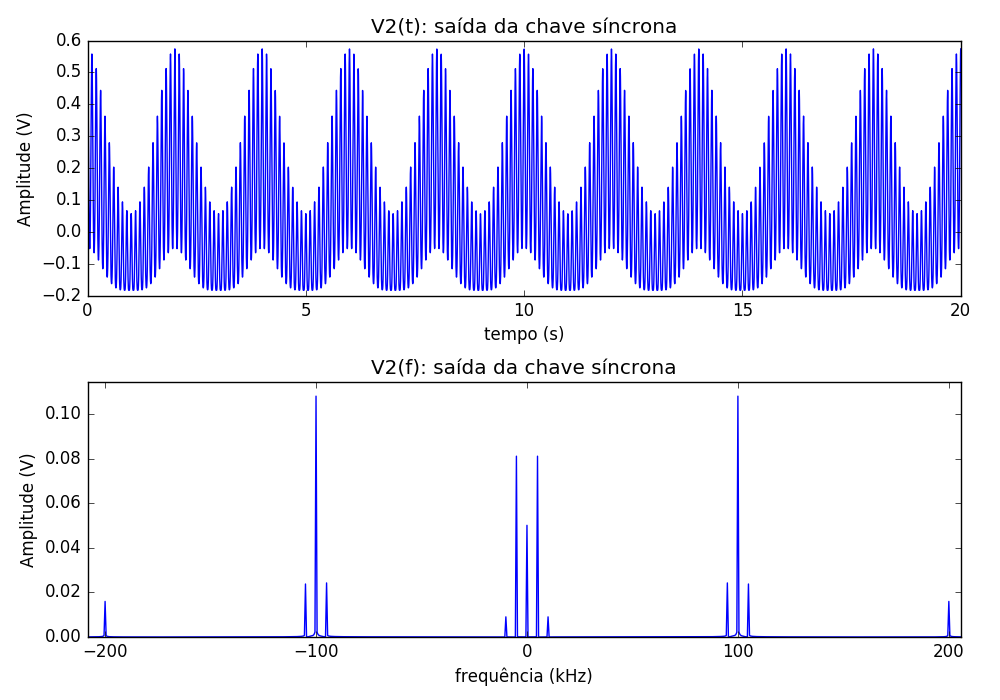 V2(t): saída da chave síncrona
Amplitude (V)
0.6
0.5
0.4
0.3
0.2
0.1
0.0
−0.1
−0.2
0 5 10 15 20
tempo (s)
V2(f): saída da chave síncrona
Amplitude (V)
0.10
0.08
0.06
0.04
0.02
0.00
−200 −100 0 100 200
frequência (kHz)